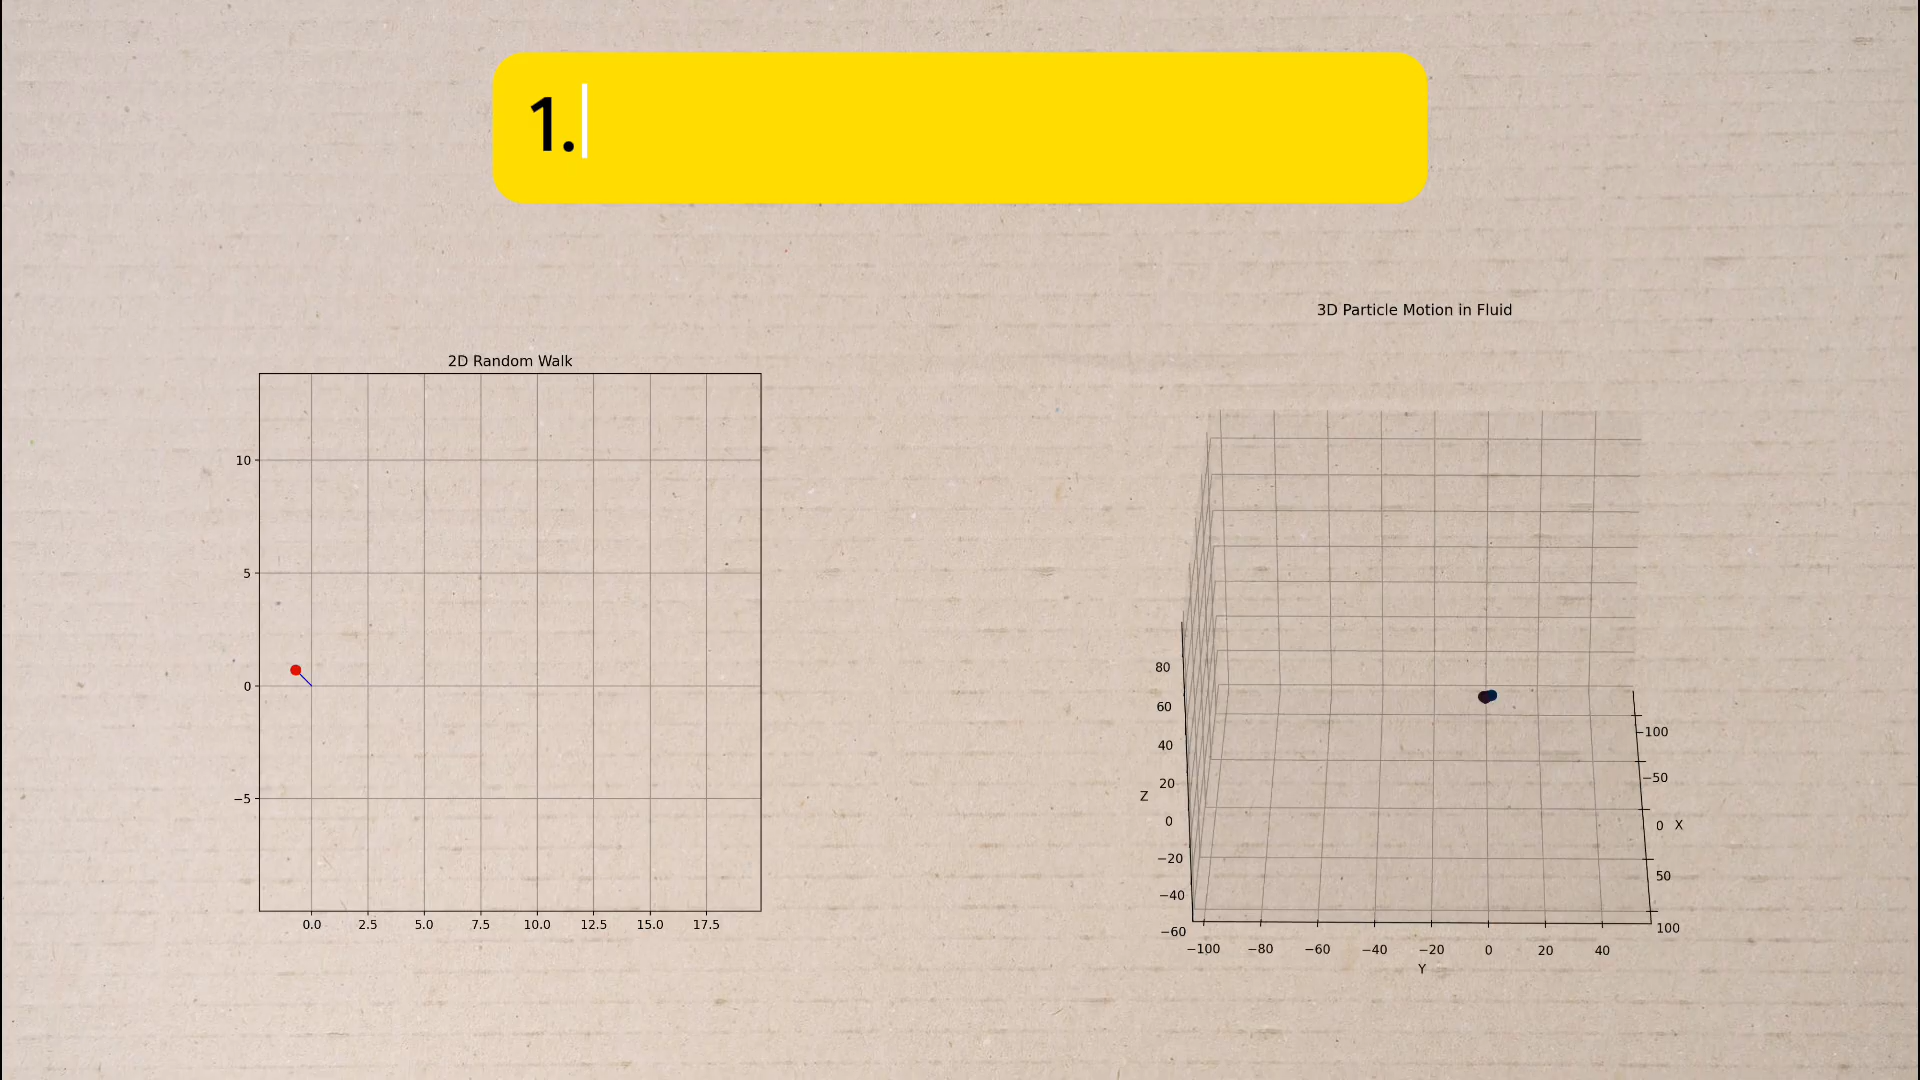 1.
3D Particle Motion in Fluid
2D Random Walk
10
5
0
−5
0.0 2.5 5.0 7.5 10.0 12.5 15.0 17.5
80
60
40
20
Z
0
−20
−40
−60
−100
−50
0 X
50
100
−100 −80 −60 −40 −20 0 20 40
Y